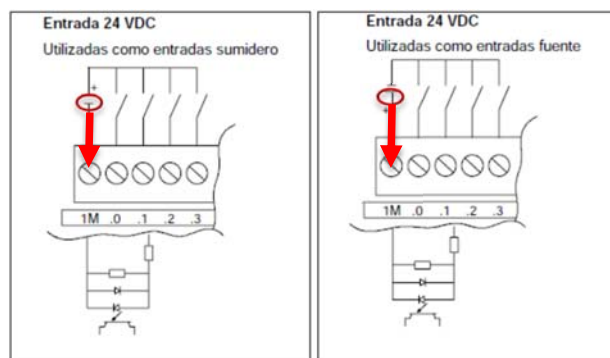 Entrada 24 VDC
Utilizadas como entradas sumidero
+
1M .0 .1 .2 .3
Entrada 24 VDC
Utilizadas como entradas fuente
+
1M .0 .1 .2 .3